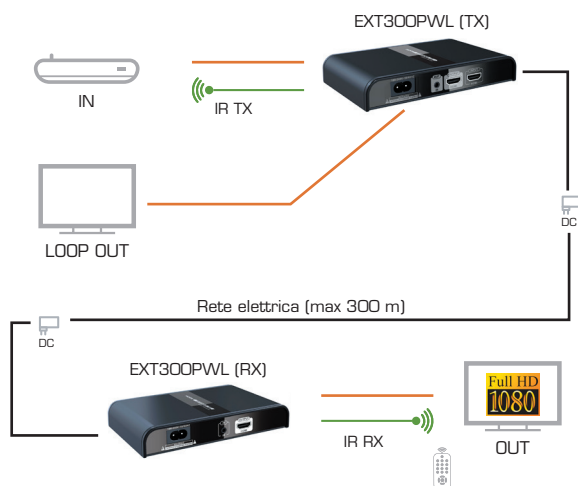 EXT300PWL (TX)
IN
IR TX
LOOP OUT
DC
Rete elettrica (max 300 m)
DC
EXT300PWL (RX)
Full HD
1080
IR RX
OUT